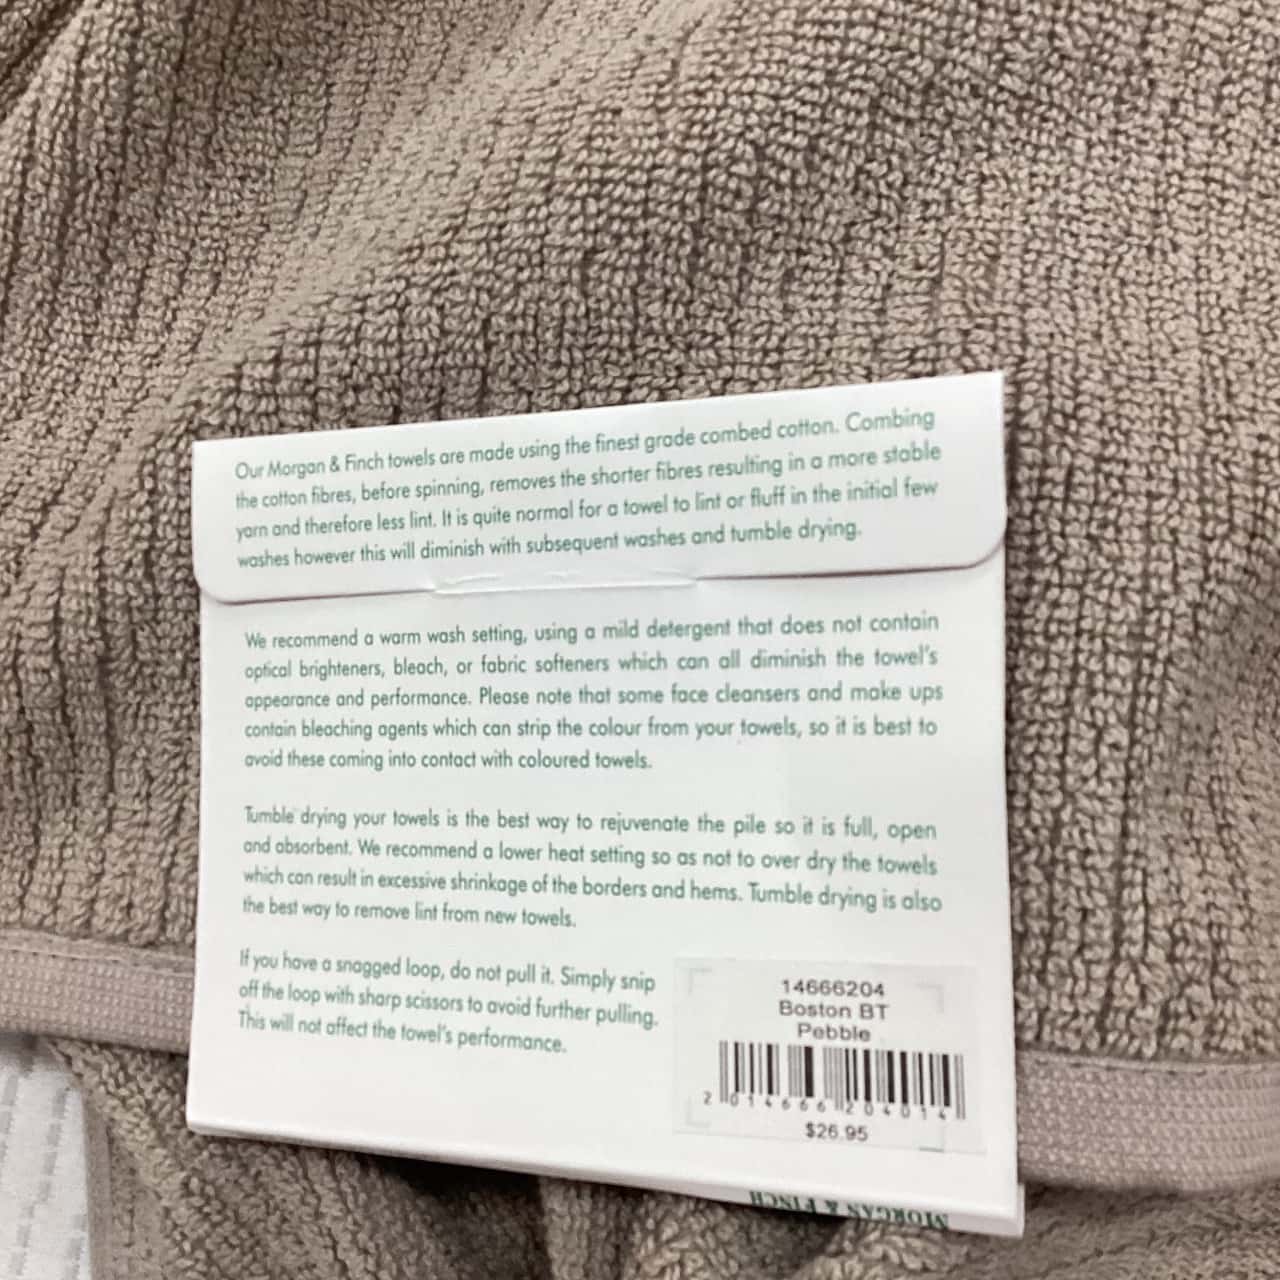 Our Morgan & Finch towels are made using the finest grade combed cotton. Combing
the cotton fibres, before spinning, removes the shorter fibres resulting in a more stable
yarn and therefore less lint. It is quite normal for a towel to lint or fluff in the initial few
washes however this will diminish with subsequent washes and tumble drying.
We recommend a warm wash setting, using a mild detergent that does not contain
optical brighteners, bleach, or fabric softeners which can all diminish the towel's
appearance and performance. Please note that some face cleansers and make ups
contain bleaching agents which can strip the colour from your towels, so it is best to
avoid these coming into contact with coloured towels.
Tumble drying your towels is the best way to rejuvenate the pile so it is full, open
and absorbent. We recommend a lower heat setting so as not to over dry the towels
which can result in excessive shrinkage of the borders and hems. Tumble drying is also
the best way to remove lint from new towels.
If you have a snagged loop, do not pull it. Simply snip
off the loop with sharp scissors to avoid further pulling.
This will not affect the towel's performance.
14666204
Boston BT
Pebble
2 014666 204014
$26.95
MORGAN & FINCH